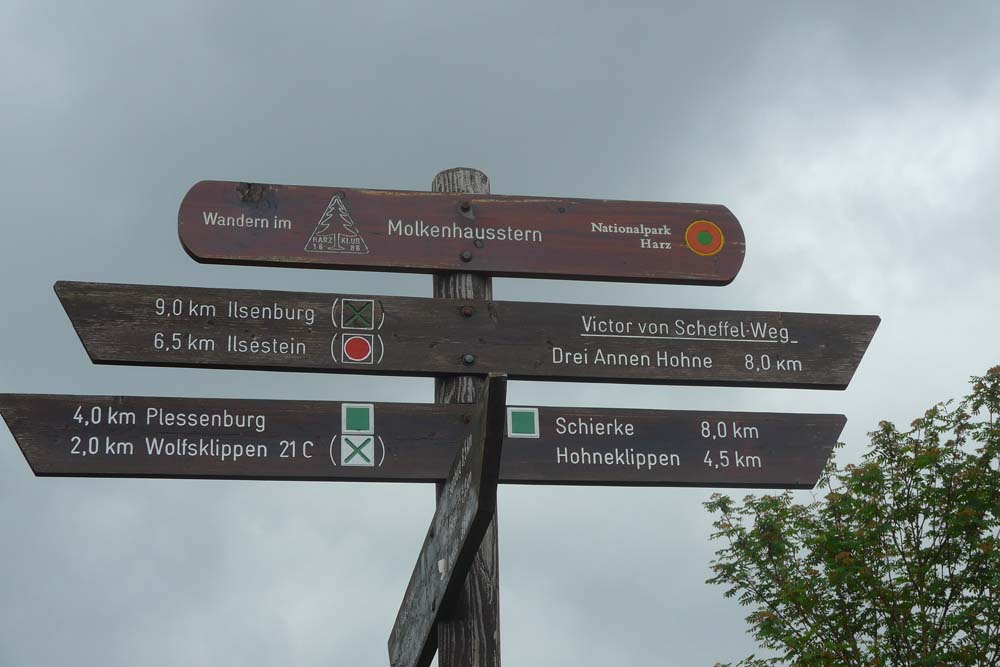 Wandern im
HARZ KLUB
18 86
Molkenhausstern
Nationalpark
Harz
9,0 km Ilsenburg
6,5 km Ilsestein
Victor von Scheffel-Weg
Drei Annen Hohne 8,0 km
4,0 km Plessenburg
2,0 km Wolfsklippen 21 C
Schierke 8,0 km
Hohneklippen 4,5 km